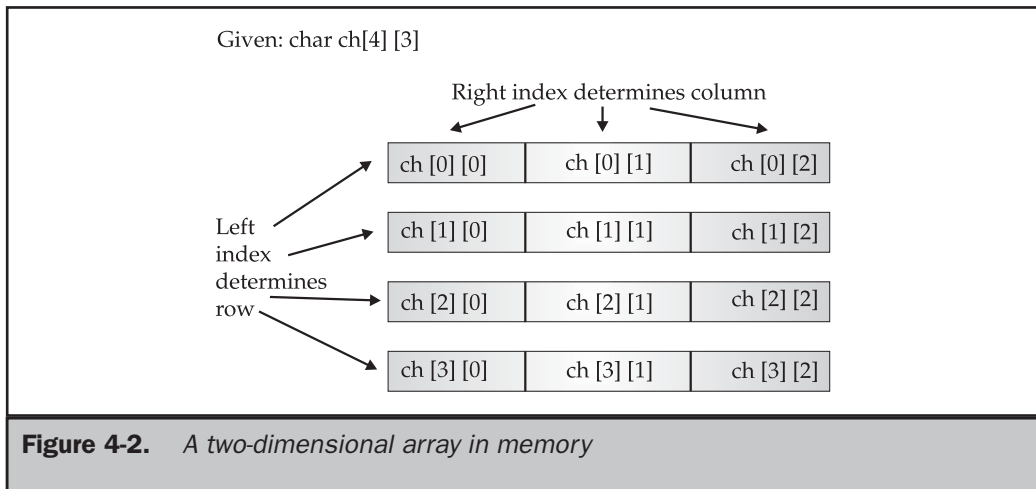 Given: char ch[4] [3]
Right index determines column
ch [0] [0] ch [0] [1] ch [0] [2]
Left
index
determines
row
ch [1] [0] ch [1] [1] ch [1] [2]
ch [2] [0] ch [2] [1] ch [2] [2]
ch [3] [0] ch [3] [1] ch [3] [2]
Figure 4-2. A two-dimensional array in memory